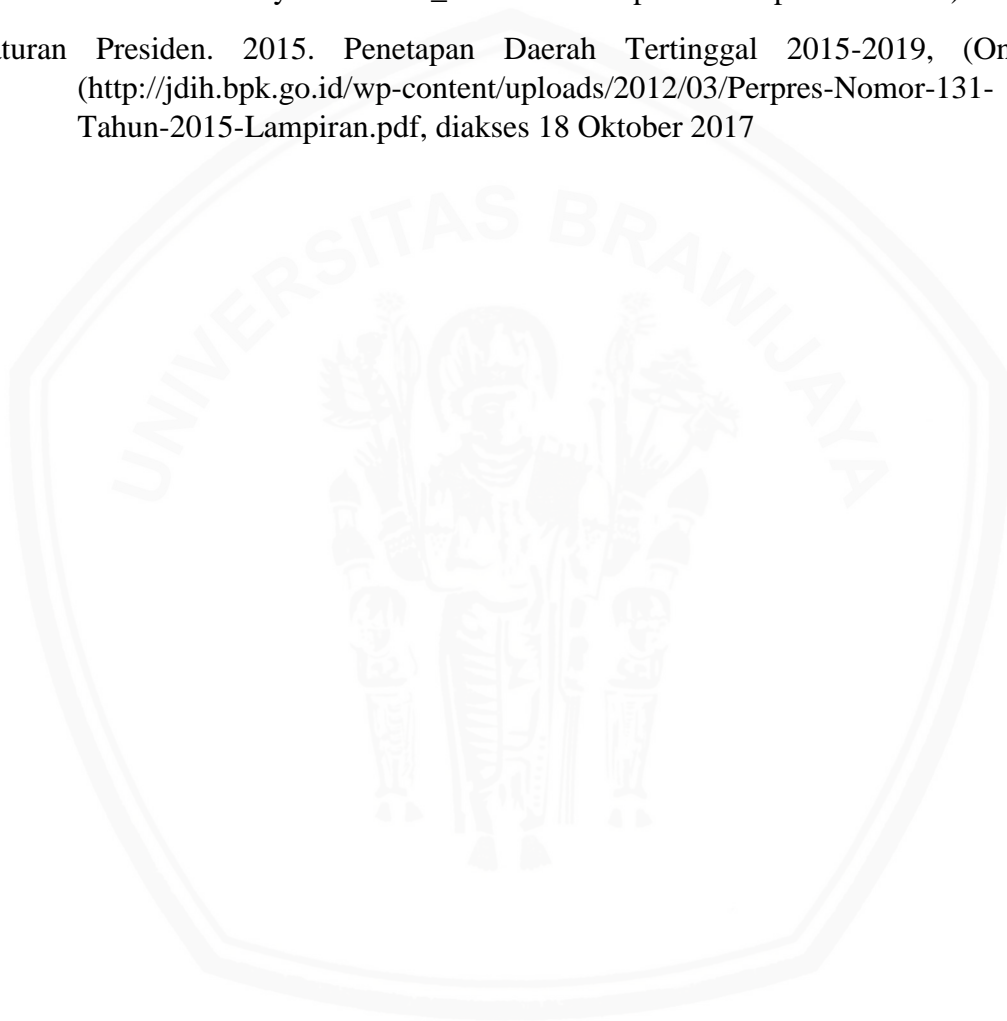 aturan Presiden. 2015. Penetapan Daerah Tertinggal 2015-2019, (On
(http://jdih.bpk.go.id/wp-content/uploads/2012/03/Perpres-Nomor-131-
Tahun-2015-Lampiran.pdf, diakses 18 Oktober 2017
UNIVERSITAS BRAWIJAYA